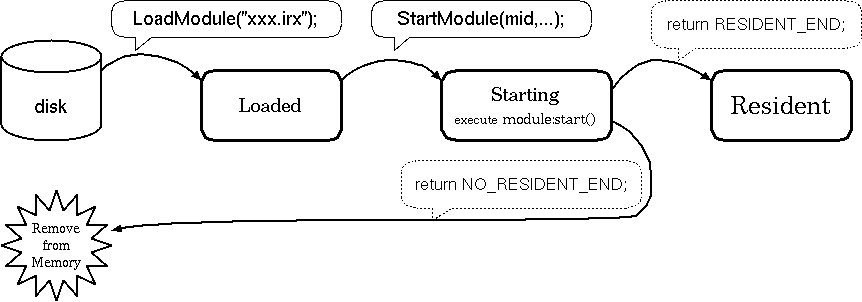 LoadModule("xxx.irx");
StartModule(mid,...);
return RESIDENT_END;
disk
Loaded
Starting
execute module:start()
Resident
return NO_RESIDENT_END;
Remove
from
Memory